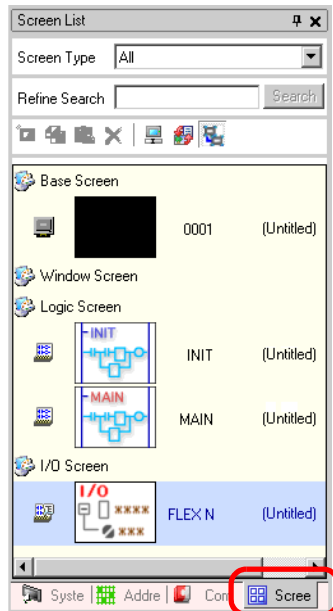 Screen List
Screen Type All
Refine Search Search
Base Screen
0001 (Untitled)
Window Screen
Logic Screen
INIT
INIT (Untitled)
MAIN
MAIN (Untitled)
I/O Screen
I/O
****
***
FLEX N (Untitled)
Syste Addre Com Scree